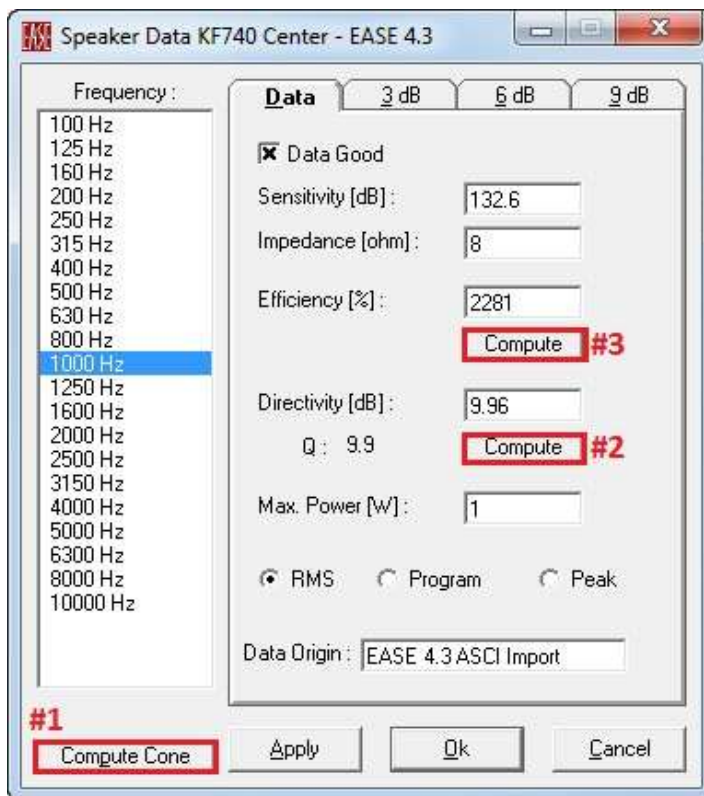 EASE Speaker Data KF740 Center - EASE 4.3
Frequency :
100 Hz
125 Hz
160 Hz
200 Hz
250 Hz
315 Hz
400 Hz
500 Hz
630 Hz
800 Hz
1000 Hz
1250 Hz
1600 Hz
2000 Hz
2500 Hz
3150 Hz
4000 Hz
5000 Hz
6300 Hz
8000 Hz
10000 Hz
#1
Compute Cone
Data 3 dB 6 dB 9 dB
Data Good
Sensitivity [dB] : 132.6
Impedance [ohm] : 8
Efficiency [%] : 2281
Compute #3
Directivity [dB] : 9.96
Q : 9.9 Compute #2
Max. Power [W] : 1
RMS Program Peak
Data Origin : EASE 4.3 ASCI Import
Apply Ok Cancel